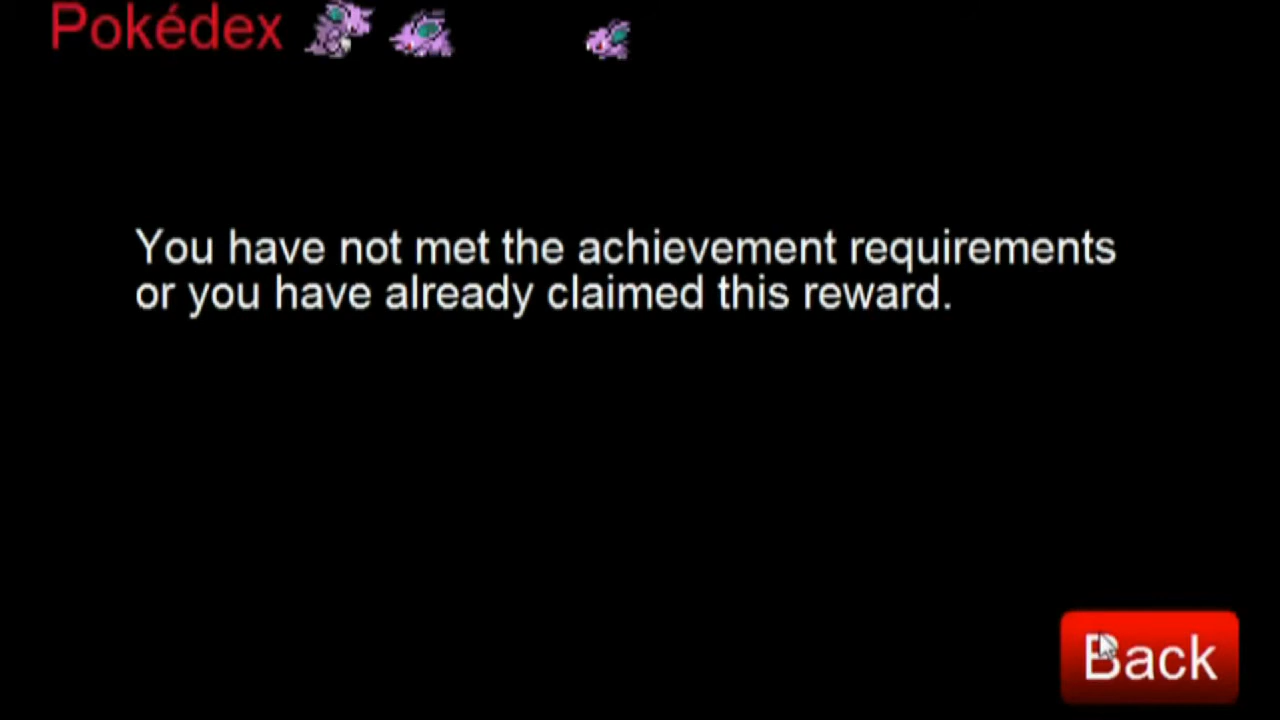 Pokédex
You have not met the achievement requirements
or you have already claimed this reward.
Back